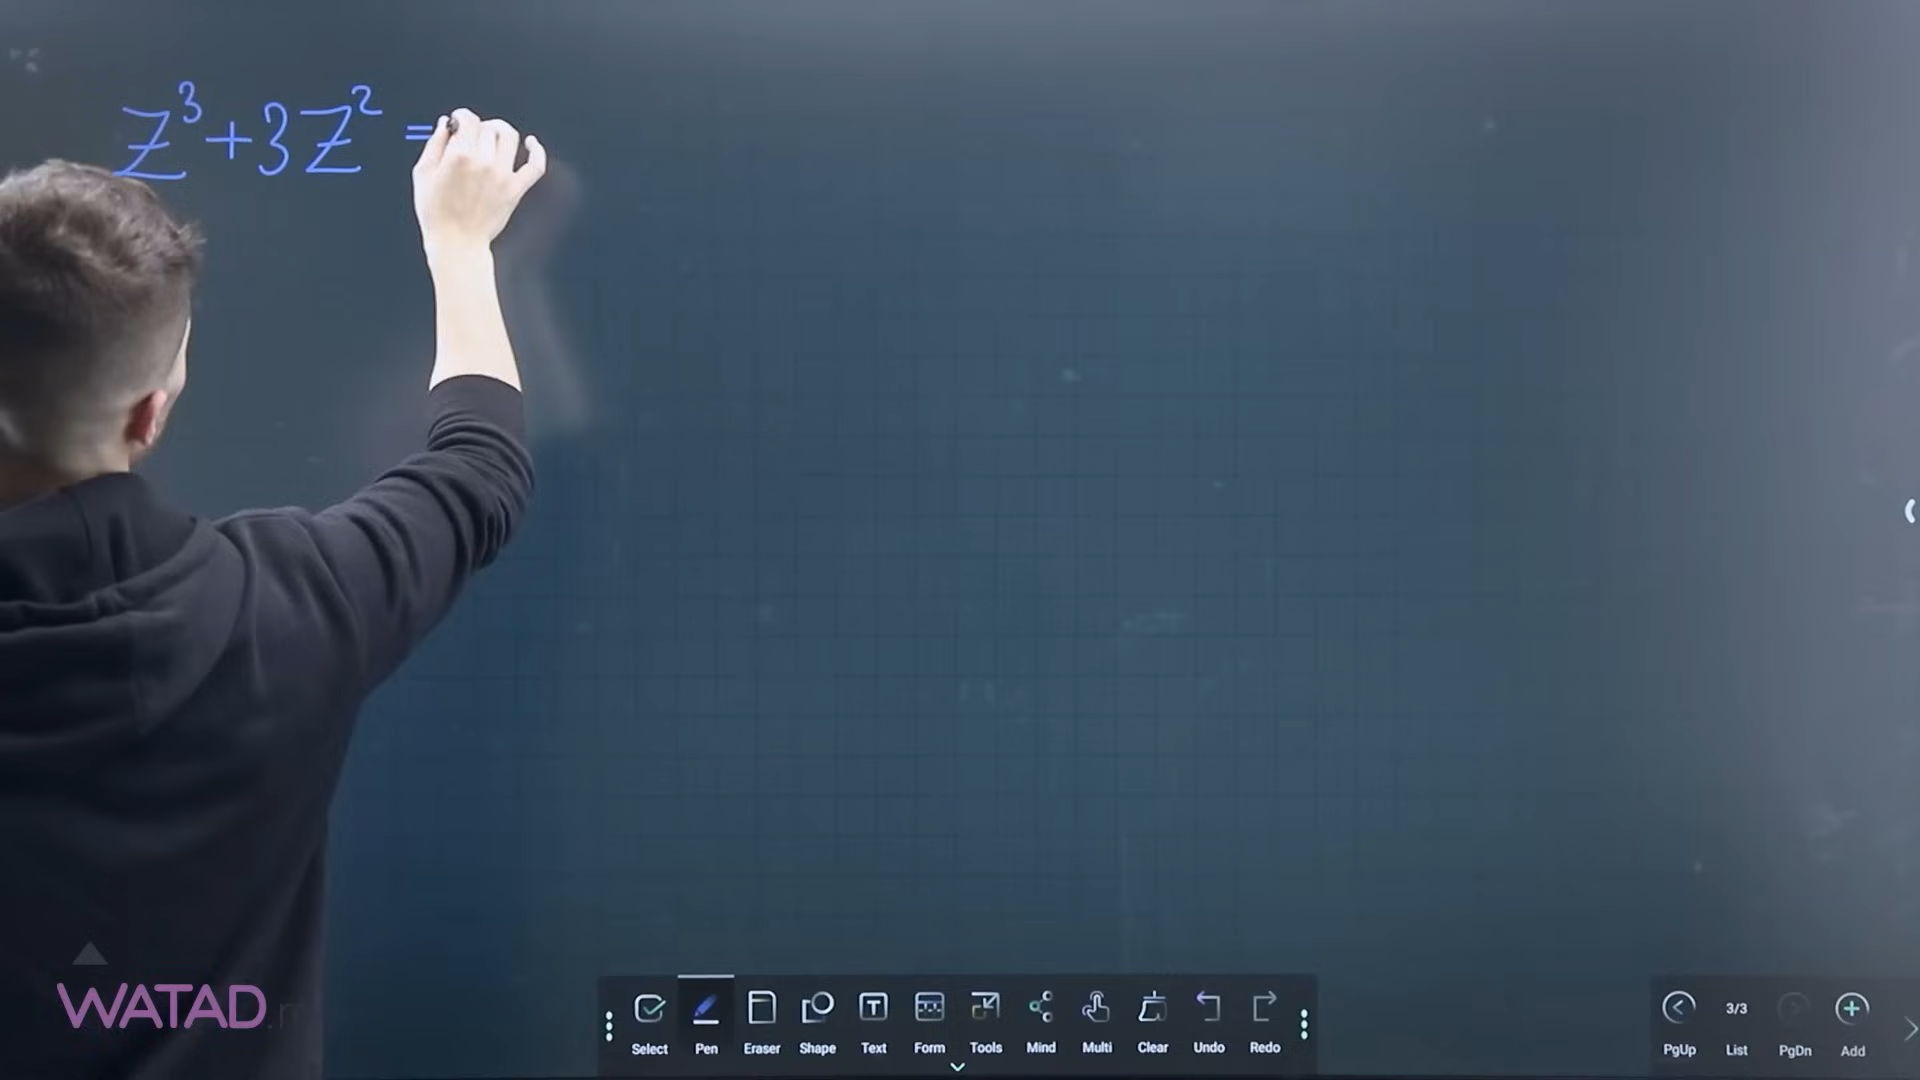 Z³+3Z² =
WATAD
Select Pen Eraser Shape Text Form Tools Mind Multi Clear Undo Redo
3/3
PgUp List PgDn Add